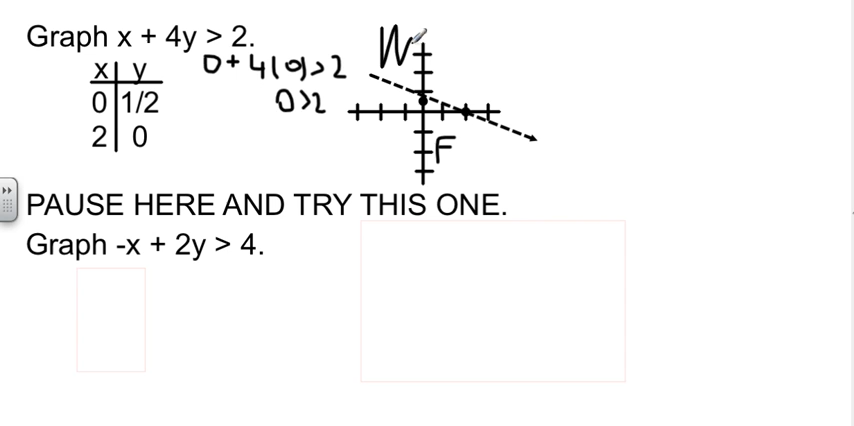 Graph x + 4y > 2.
x y
0 + 4(0) > 2
0 1/2
0 > 2
2 0
F
PAUSE HERE AND TRY THIS ONE.
Graph -x + 2y > 4.